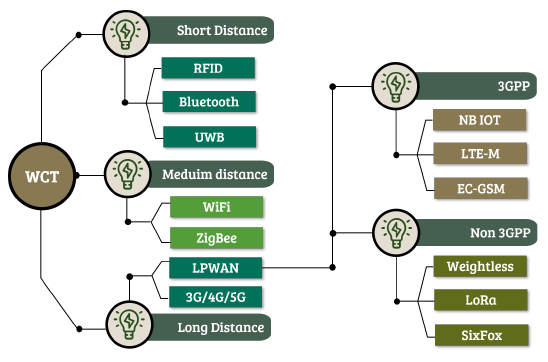 WCT
Short Distance
RFID
Bluetooth
UWB
Meduim distance
WiFi
ZigBee
LPWAN
3G/4G/5G
Long Distance
3GPP
NB IOT
LTE-M
EC-GSM
Non 3GPP
Weightless
LoRa
SixFox